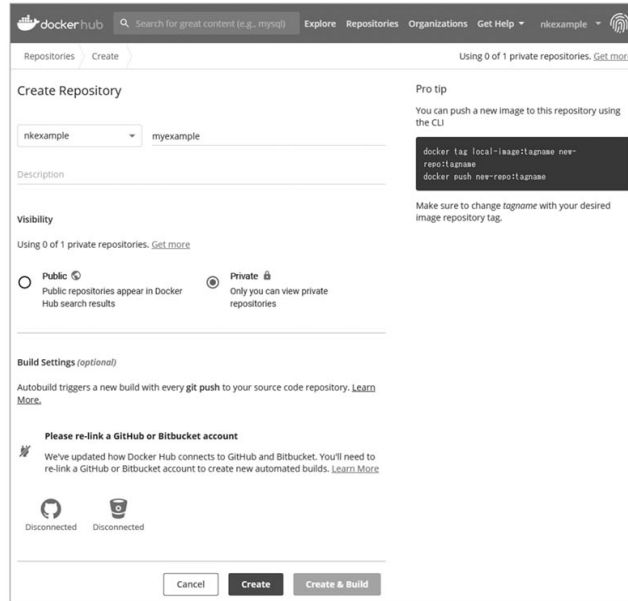 dockerhub
Search for great content (e.g., mysql)
Explore Repositories Organizations Get Help nkexample
Repositories Create
Using 0 of 1 private repositories. Get more
Create Repository
nkexample
myexample
Description
Visibility
Using 0 of 1 private repositories. Get more
Public
Public repositories appear in Docker
Hub search results
Private
Only you can view private
repositories
Build Settings (optional)
Autobuild triggers a new build with every git push to your source code repository. Learn
More.
Please re-link a GitHub or Bitbucket account
We've updated how Docker Hub connects to GitHub and Bitbucket. You'll need to
re-link a GitHub or Bitbucket account to create new automated builds. Learn More
Disconnected
Disconnected
Cancel
Create
Create & Build
Pro tip
You can push a new image to this repository using
the CLI
docker tag local-image:tagname new-
repo:tagname
docker push new-repo:tagname
Make sure to change tagname with your desired
image repository tag.